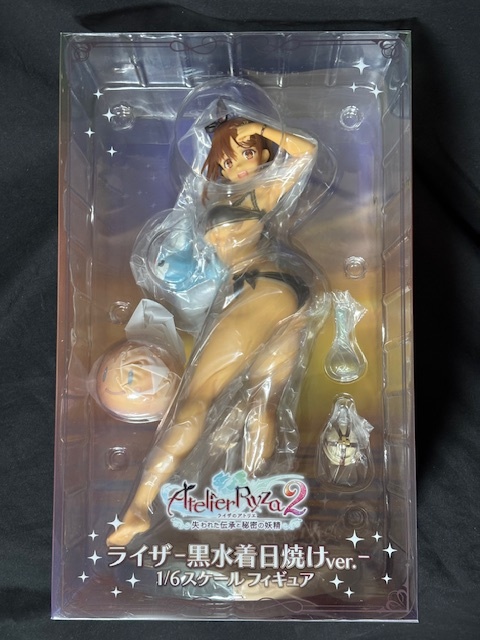 Atelier Ryza 2
ライザのアトリエ
失われた伝承と秘密の妖精
ライザ-黒水着日焼けver.-
1/6スケールフィギュア